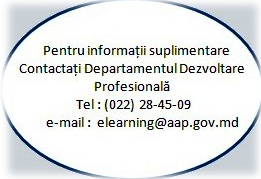 Pentru informații suplimentare
Contactați Departamentul Dezvoltare
Profesională
Tel : (022) 28-45-09
e-mail : elearning@aap.gov.md